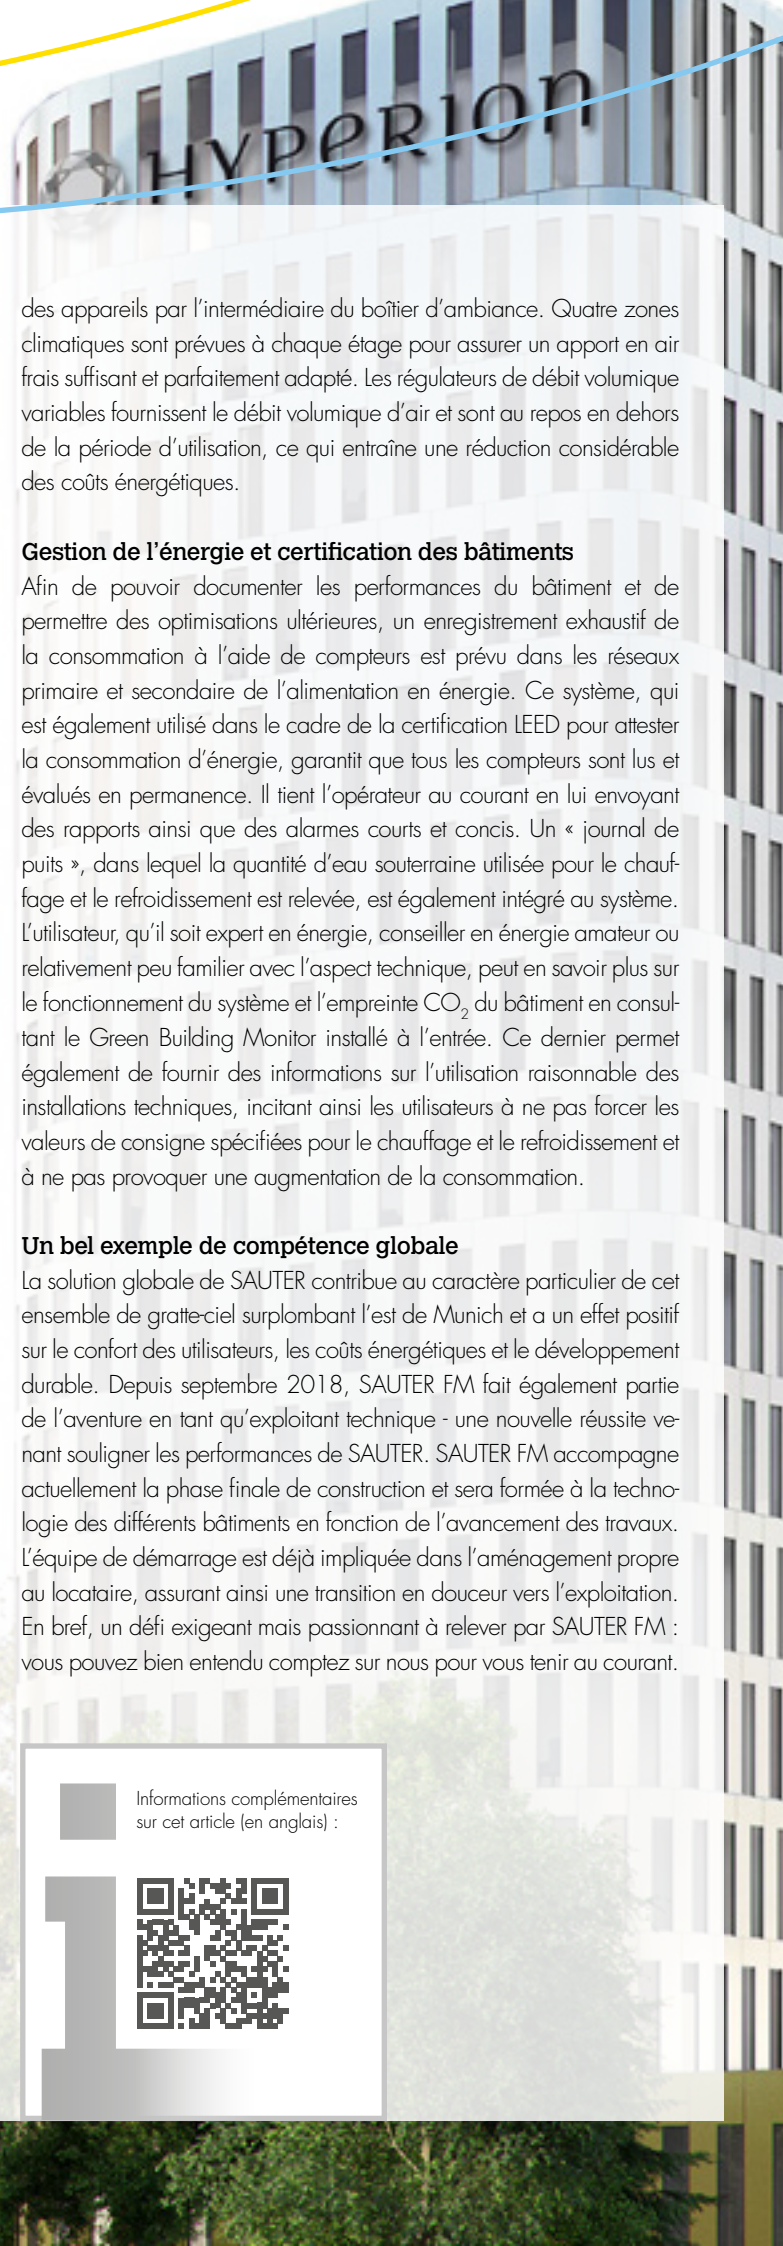 HYPERION
des appareils par l'intermédiaire du boîtier d'ambiance. Quatre zones
climatiques sont prévues à chaque étage pour assurer un apport en air
frais suffisant et parfaitement adapté. Les régulateurs de débit volumique
variables fournissent le débit volumique d'air et sont au repos en dehors
de la période d'utilisation, ce qui entraîne une réduction considérable
des coûts énergétiques.
Gestion de l'énergie et certification des bâtiments
Afin de pouvoir documenter les performances du bâtiment et de
permettre des optimisations ultérieures, un enregistrement exhaustif de
la consommation à l'aide de compteurs est prévu dans les réseaux
primaire et secondaire de l'alimentation en énergie. Ce système, qui
est également utilisé dans le cadre de la certification LEED pour attester
la consommation d'énergie, garantit que tous les compteurs sont lus et
évalués en permanence. Il tient l'opérateur au courant en lui envoyant
des rapports ainsi que des alarmes courts et concis. Un « journal de
puits », dans lequel la quantité d'eau souterraine utilisée pour le chauf-
fage et le refroidissement est relevée, est également intégré au système.
L'utilisateur, qu'il soit expert en énergie, conseiller en énergie amateur ou
relativement peu familier avec l'aspect technique, peut en savoir plus sur
le fonctionnement du système et l'empreinte CO₂ du bâtiment en consul-
tant le Green Building Monitor installé à l'entrée. Ce dernier permet
également de fournir des informations sur l'utilisation raisonnable des
installations techniques, incitant ainsi les utilisateurs à ne pas forcer les
valeurs de consigne spécifiées pour le chauffage et le refroidissement et
à ne pas provoquer une augmentation de la consommation.
Un bel exemple de compétence globale
La solution globale de SAUTER contribue au caractère particulier de cet
ensemble de gratte-ciel surplombant l'est de Munich et a un effet positif
sur le confort des utilisateurs, les coûts énergétiques et le développement
durable. Depuis septembre 2018, SAUTER FM fait également partie
de l'aventure en tant qu'exploitant technique - une nouvelle réussite ve-
nant souligner les performances de SAUTER. SAUTER FM accompagne
actuellement la phase finale de construction et sera formée à la techno-
logie des différents bâtiments en fonction de l'avancement des travaux.
L'équipe de démarrage est déjà impliquée dans l'aménagement propre
au locataire, assurant ainsi une transition en douceur vers l'exploitation.
En bref, un défi exigeant mais passionnant à relever par SAUTER FM :
vous pouvez bien entendu comptez sur nous pour vous tenir au courant.
i
Informations complémentaires
sur cet article (en anglais) :